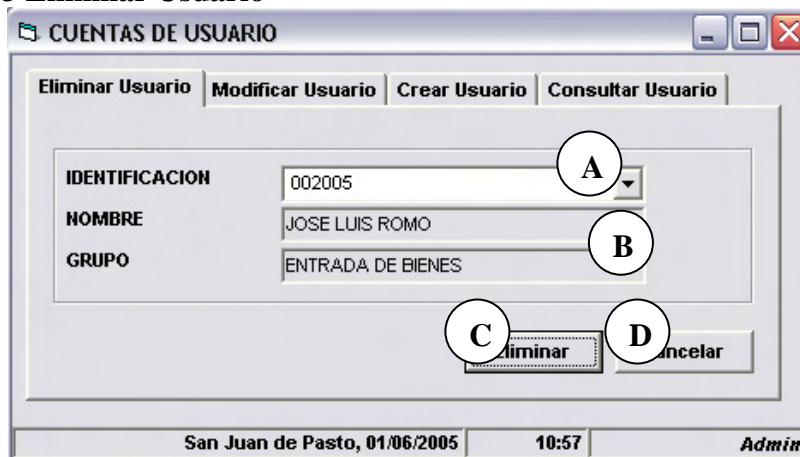 Eliminar Usuario
CUENTAS DE USUARIO
Eliminar Usuario Modificar Usuario Crear Usuario Consultar Usuario
IDENTIFICACION 002005 A
NOMBRE JOSE LUIS ROMO
GRUPO ENTRADA DE BIENES B
C liminar D ncelar
San Juan de Pasto, 01/06/2005 10:57 Admin